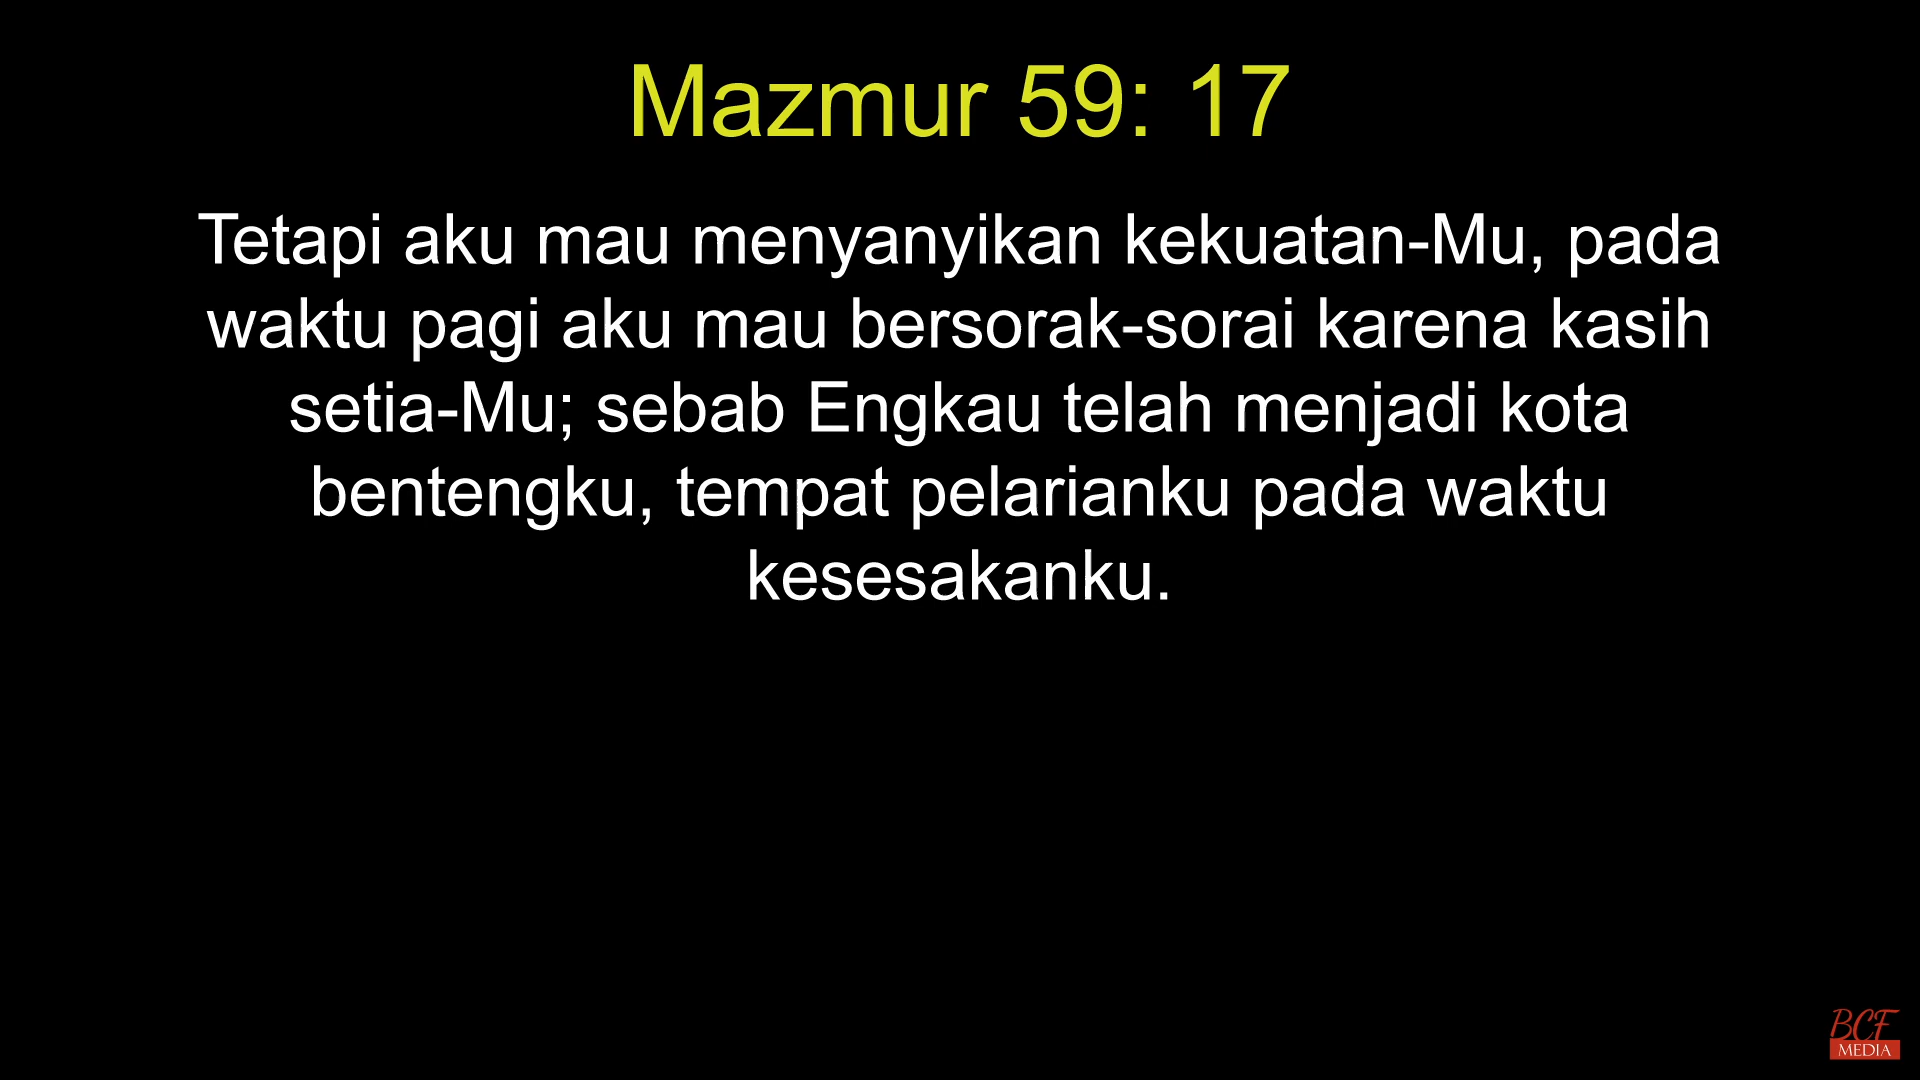 Mazmur 59: 17
Tetapi aku mau menyanyikan kekuatan-Mu, pada
waktu pagi aku mau bersorak-sorai karena kasih
setia-Mu; sebab Engkau telah menjadi kota
bentengku, tempat pelarianku pada waktu
kesesakanku.
BCF
MEDIA